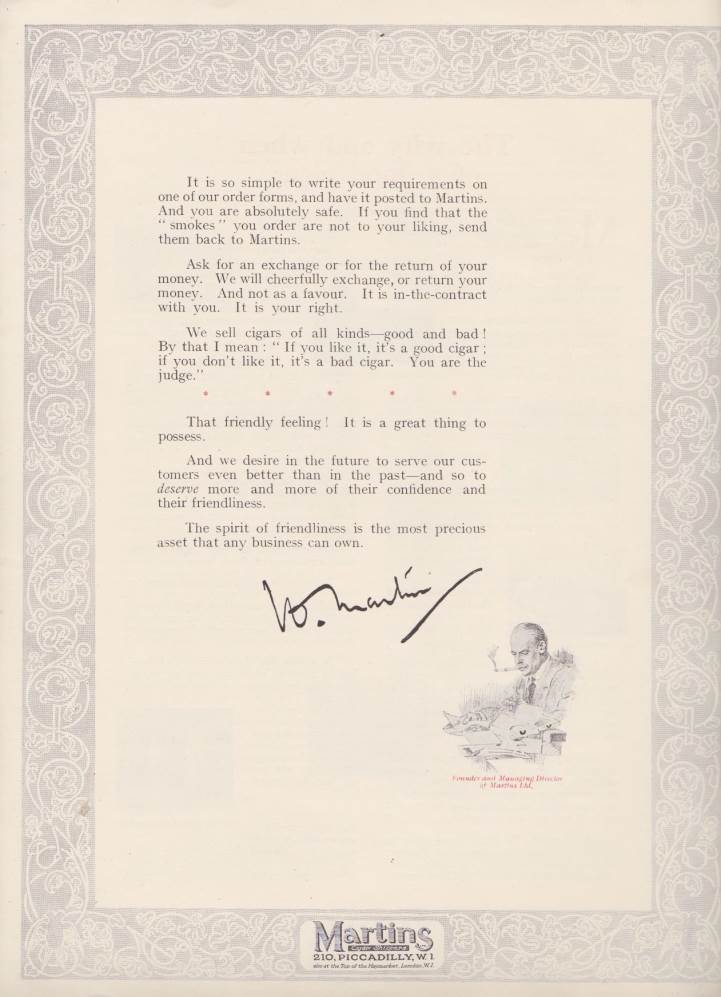 It is so simple to write your requirements on
one of our order forms, and have it posted to Martins.
And you are absolutely safe. If you find that the
“ smokes ” you order are not to your liking, send
them back to Martins.
Ask for an exchange or for the return of your
money. We will cheerfully exchange, or return your
money. And not as a favour. It is in-the-contract
with you. It is your right.
We sell cigars of all kinds—good and bad !
By that I mean : “ If you like it, it's a good cigar ;
if you don't like it, it's a bad cigar. You are the
judge.”
* * * * *
That friendly feeling ! It is a great thing to
possess.
And we desire in the future to serve our cus-
tomers even better than in the past—and so to
deserve more and more of their confidence and
their friendliness.
The spirit of friendliness is the most precious
asset that any business can own.
W. Martin
Founder and Managing Director
of Martins Ltd.
Martins
210, PICCADILLY, W.1
also at the Top of the Haymarket, London, W.1